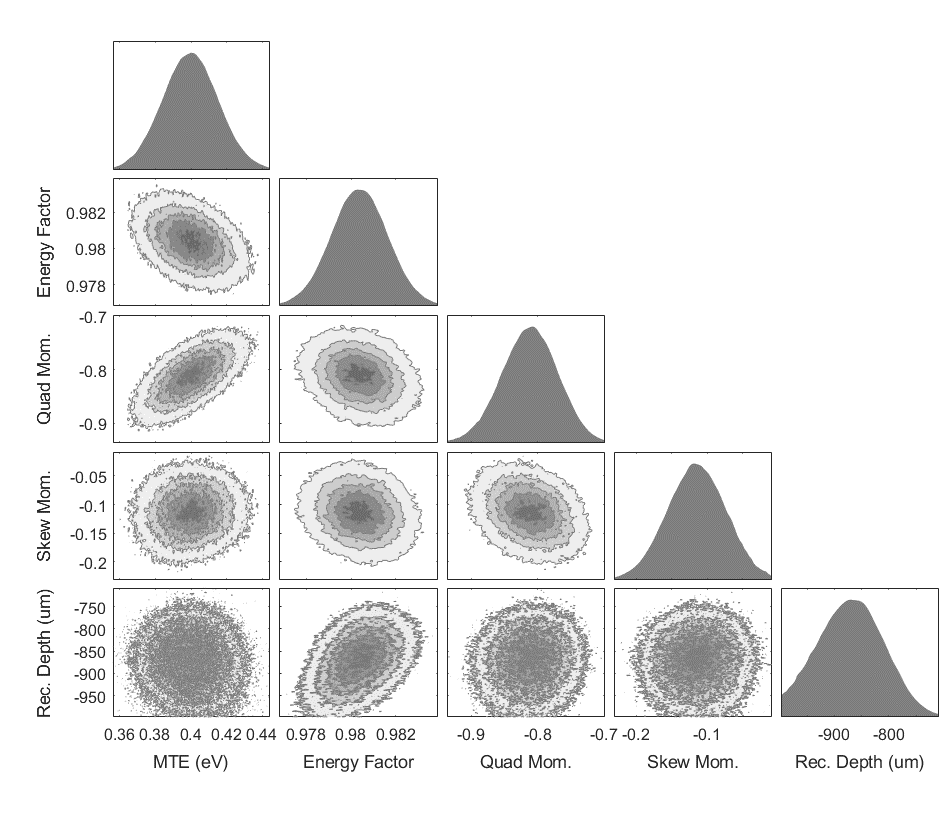 Energy Factor
0.982
0.98
0.978
Quad Mom.
-0.7
-0.8
-0.9
Skew Mom.
-0.05
-0.1
-0.15
-0.2
Rec. Depth (um)
-750
-800
-850
-900
-950
0.36 0.38 0.4 0.42 0.44
0.978 0.98 0.982
-0.9 -0.8 -0.7
-0.2 -0.1
-900 -800
MTE (eV)
Energy Factor
Quad Mom.
Skew Mom.
Rec. Depth (um)